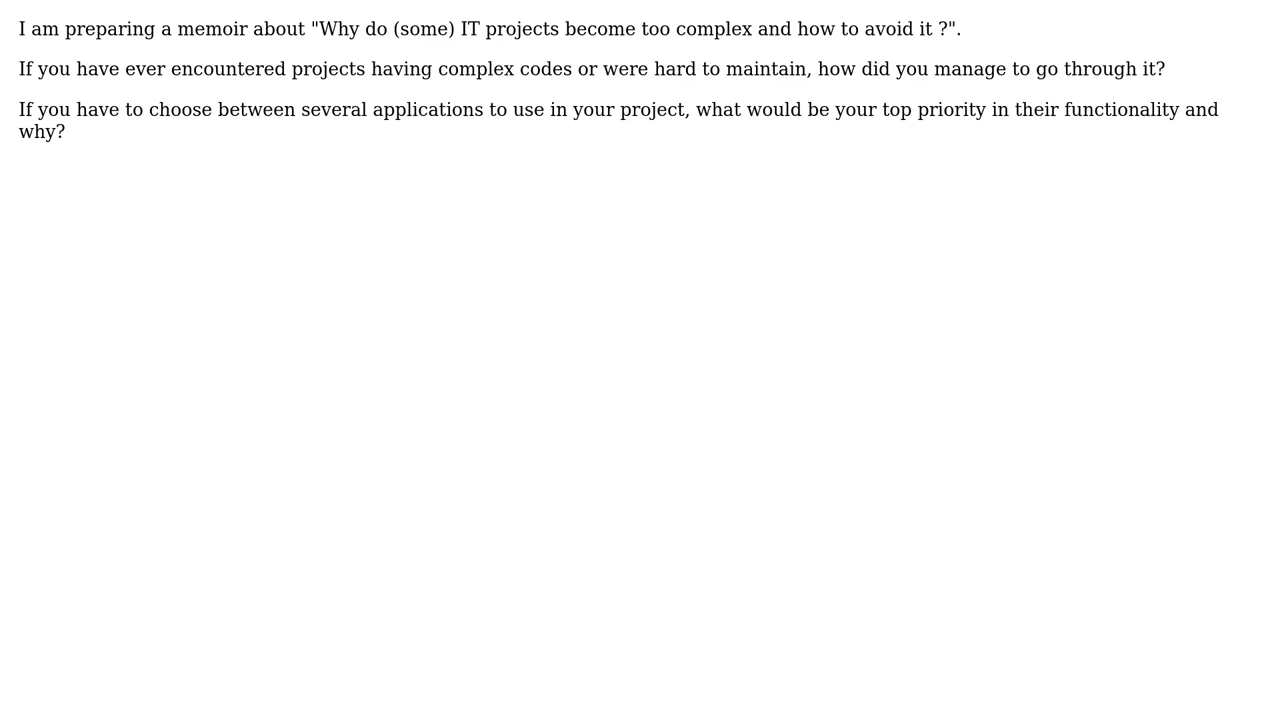 I am preparing a memoir about "Why do (some) IT projects become too complex and how to avoid it ?".
If you have ever encountered projects having complex codes or were hard to maintain, how did you manage to go through it?
If you have to choose between several applications to use in your project, what would be your top priority in their functionality and
why?